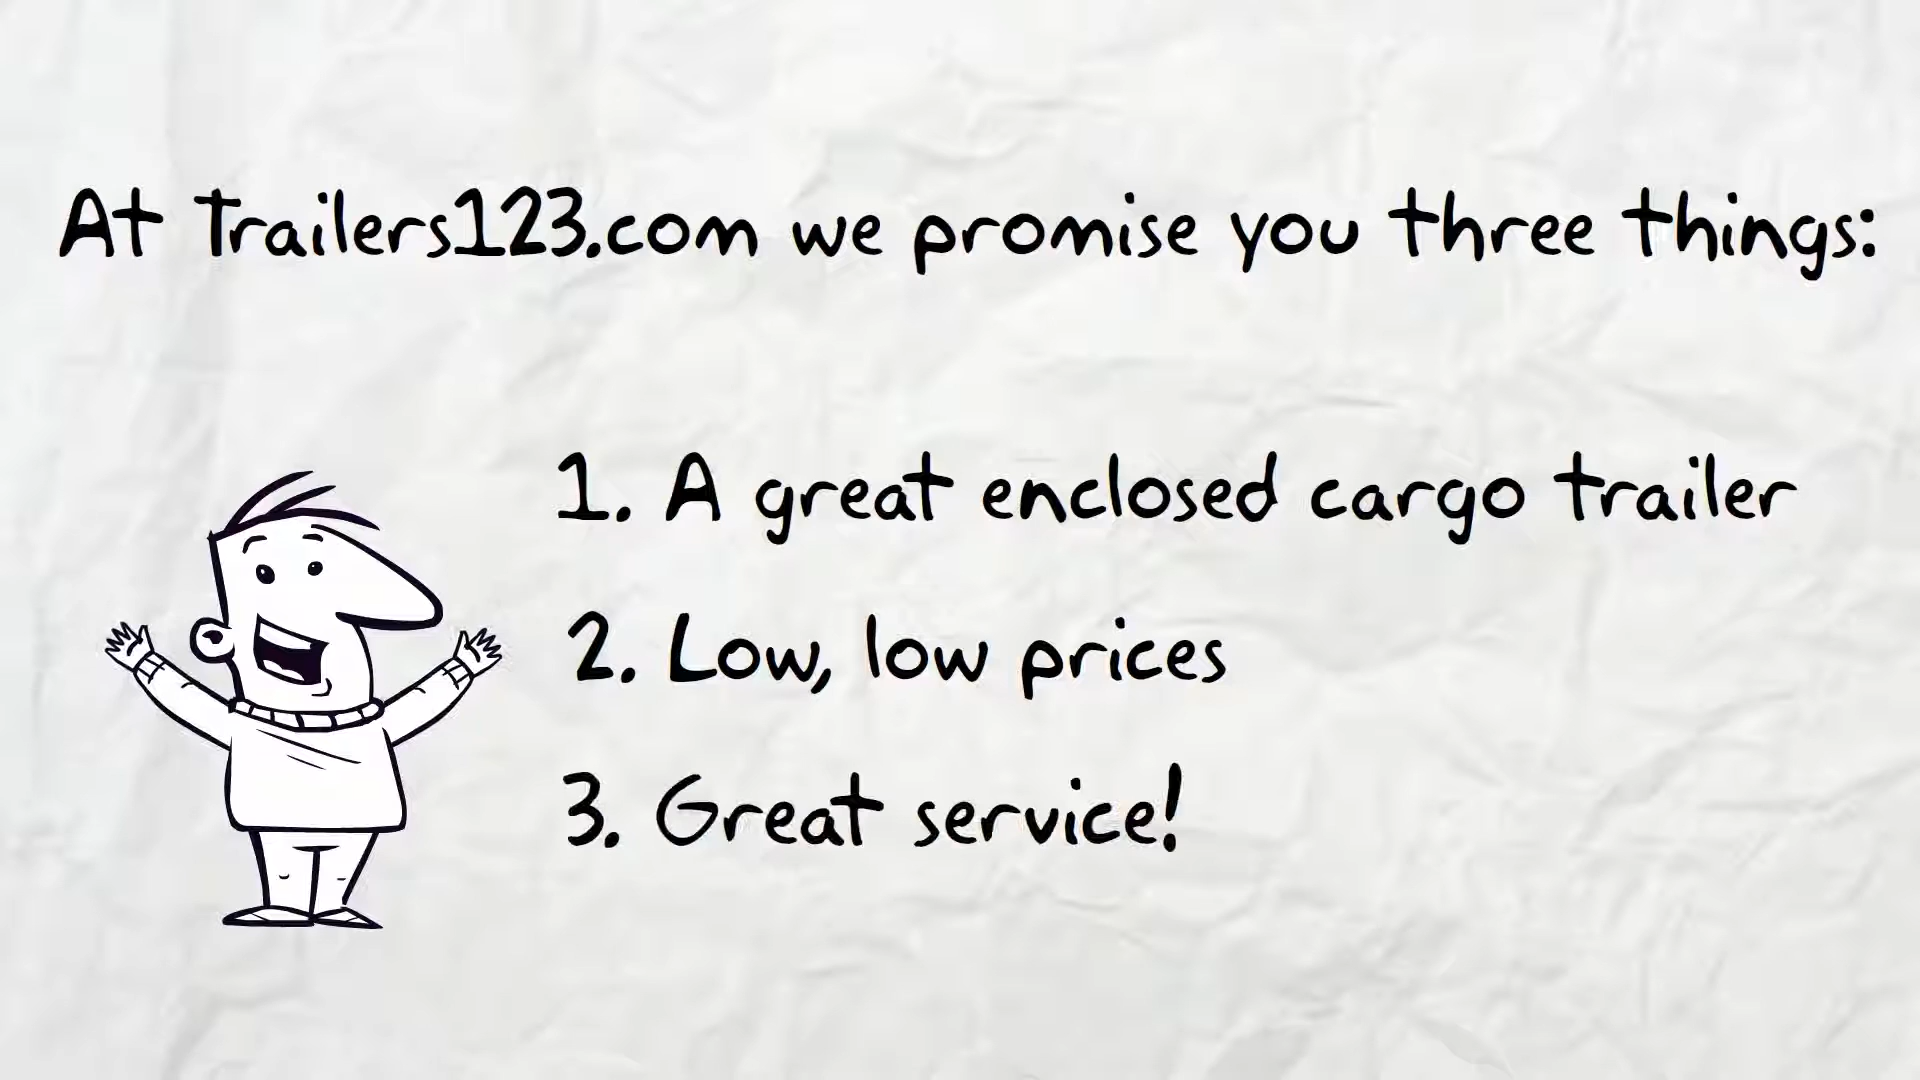 At Trailers123.com we promise you three things:
1. A great enclosed cargo trailer
2. Low, low prices
3. Great service!